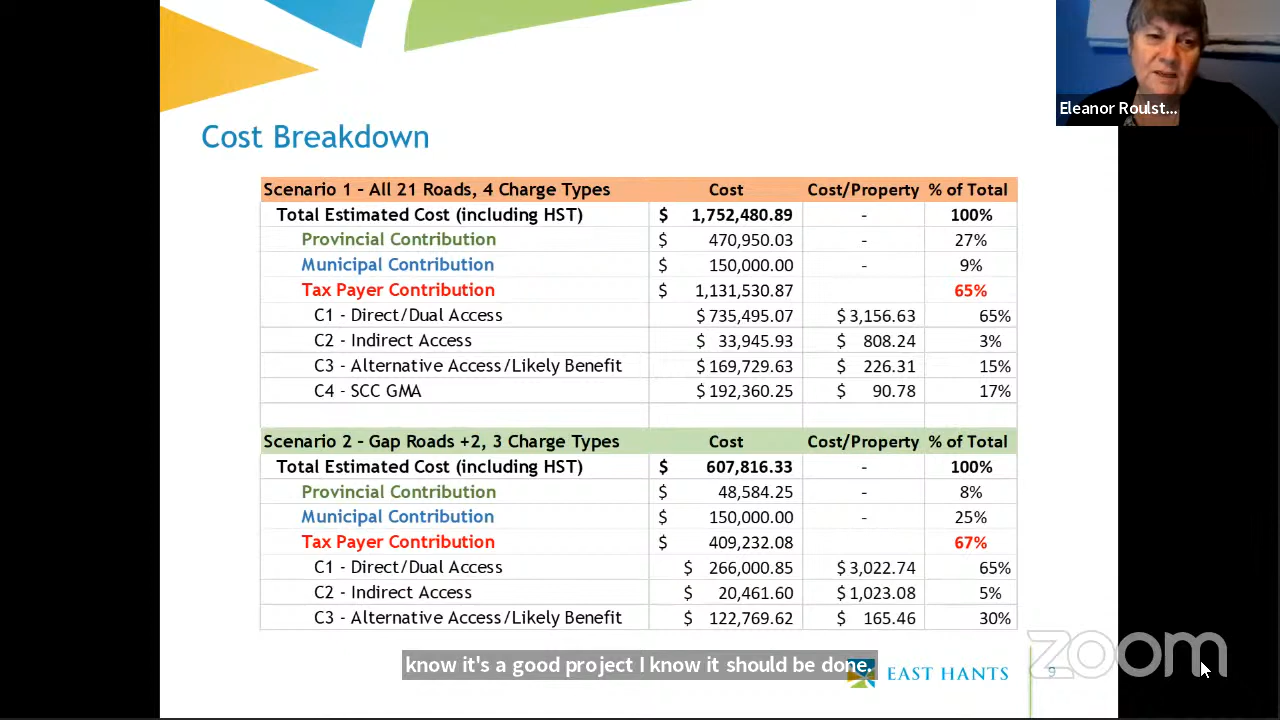 Eleanor Roulst...
Cost Breakdown
Scenario 1 – All 21 Roads, 4 Charge Types Cost Cost/Property % of Total
Total Estimated Cost (including HST) $ 1,752,480.89 - 100%
Provincial Contribution $ 470,950.03 - 27%
Municipal Contribution $ 150,000.00 - 9%
Tax Payer Contribution $ 1,131,530.87 65%
C1 - Direct/Dual Access $ 735,495.07 $ 3,156.63 65%
C2 - Indirect Access $ 33,945.93 $ 808.24 3%
C3 - Alternative Access/Likely Benefit $ 169,729.63 $ 226.31 15%
C4 - SCC GMA $ 192,360.25 $ 90.78 17%
Scenario 2 – Gap Roads +2, 3 Charge Types Cost Cost/Property % of Total
Total Estimated Cost (including HST) $ 607,816.33 - 100%
Provincial Contribution $ 48,584.25 - 8%
Municipal Contribution $ 150,000.00 - 25%
Tax Payer Contribution $ 409,232.08 67%
C1 - Direct/Dual Access $ 266,000.85 $ 3,022.74 65%
C2 - Indirect Access $ 20,461.60 $ 1,023.08 5%
C3 - Alternative Access/Likely Benefit $ 122,769.62 $ 165.46 30%
know it's a good project I know it should be done.
EAST HANTS
9
zoom